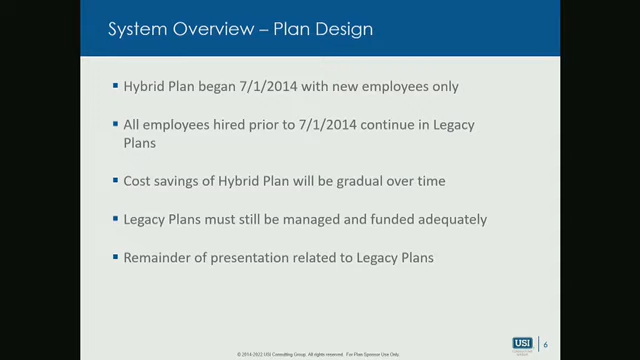 System Overview – Plan Design
Hybrid Plan began 7/1/2014 with new employees only
All employees hired prior to 7/1/2014 continue in Legacy
Plans
Cost savings of Hybrid Plan will be gradual over time
Legacy Plans must still be managed and funded adequately
Remainder of presentation related to Legacy Plans
© 2014-2022 USI Consulting Group. All rights reserved. For Plan Sponsor Use Only.
USI
6